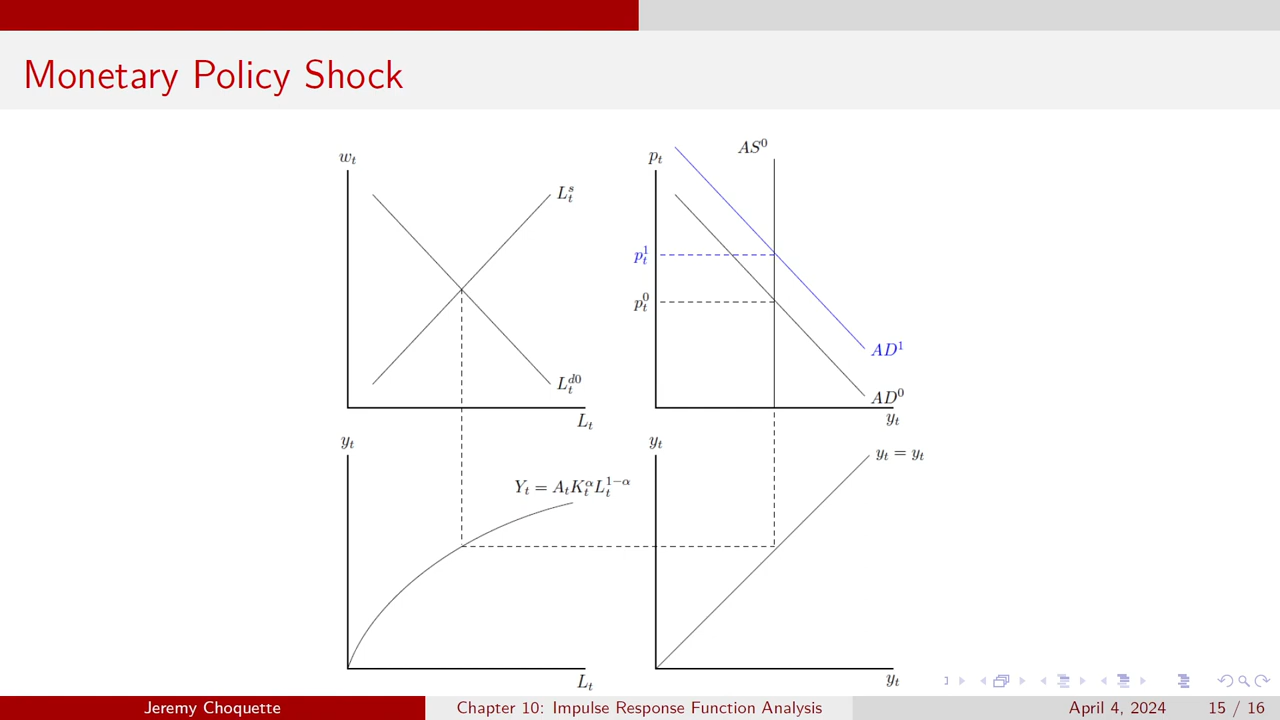 Monetary Policy Shock
w_t
L_t^s
L_t^{d0}
L_t
p_t
AS^0
p_t^1
p_t^0
AD^1
AD^0
y_t
y_t
Y_t = A_t K_t^α L_t^{1−α}
L_t
y_t
y_t = y_t
y_t
Jeremy Choquette
Chapter 10: Impulse Response Function Analysis
April 4, 2024
15 / 16